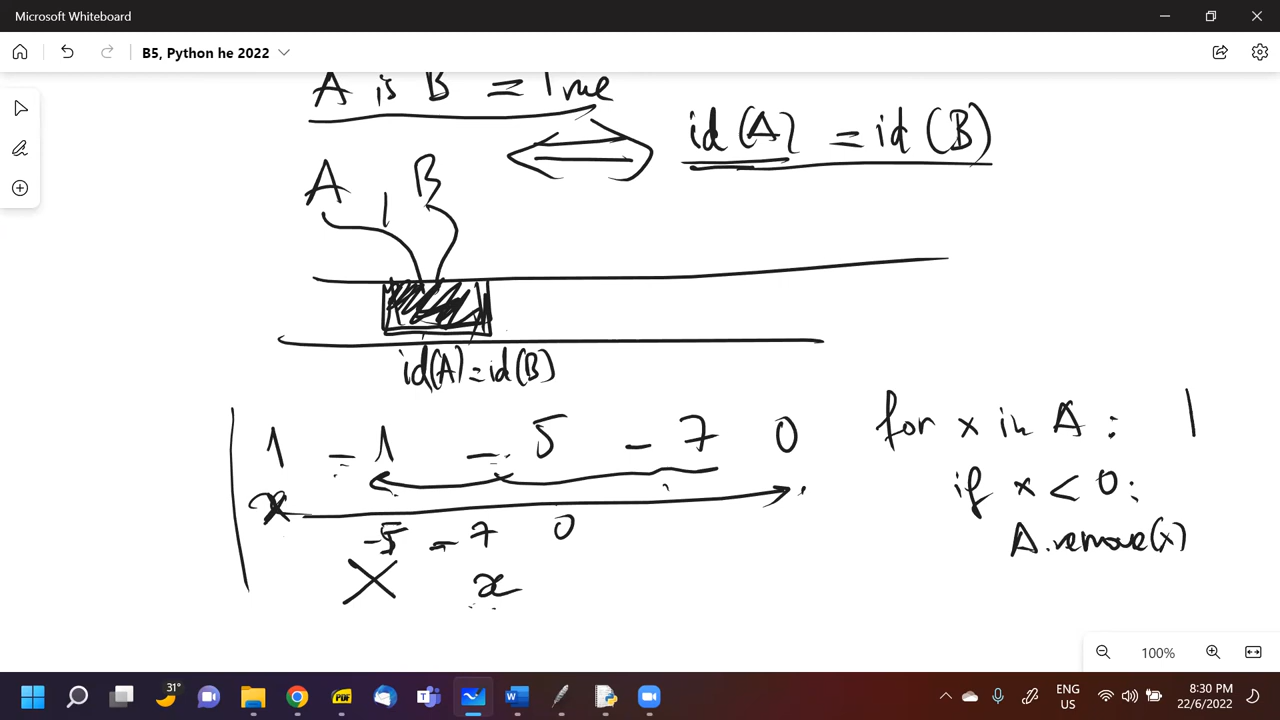 Microsoft Whiteboard
B5, Python he 2022
A is B = True
id(A) = id(B)
A B
id(A)=id(B)
1 -1 -5 -7 0
for x in A:
if x < 0:
A.remove(x)
x
-5 -7 0
x
100%
31°
ENG
US
8:30 PM
22/6/2022